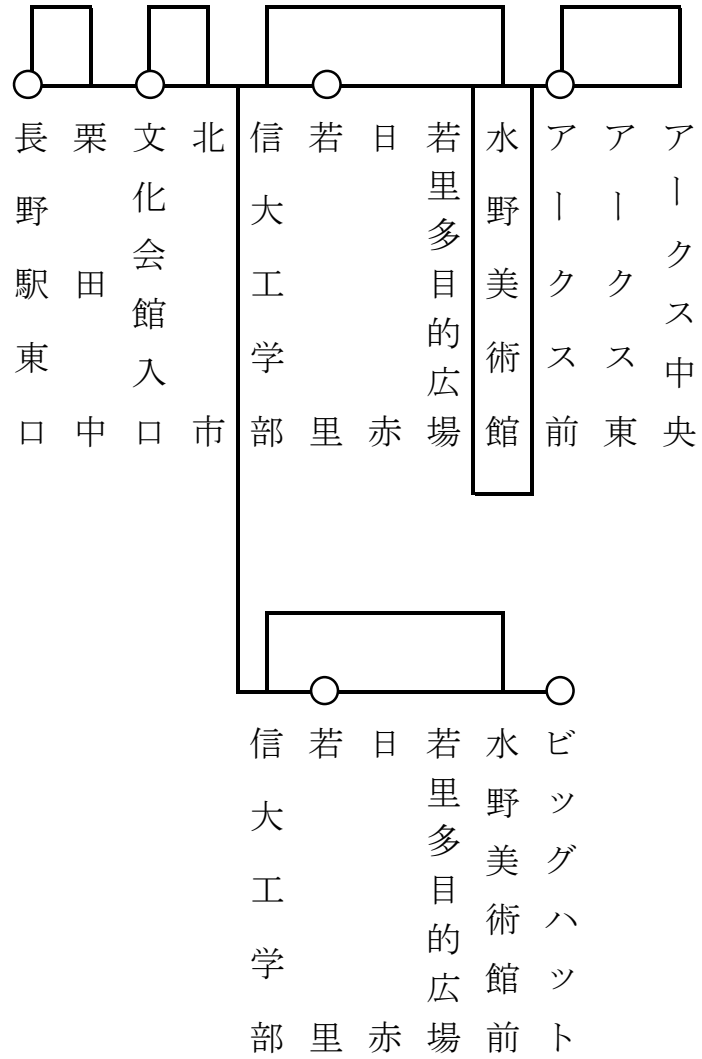 長野駅東口
栗田中
文化会館入口
北市
信大工学部
若里
日赤
若里多目的広場
水野美術館
アークス前
アークス東
アークス中央
信大工学部
若里
日赤
若里多目的広場
水野美術館前
ビッグハット